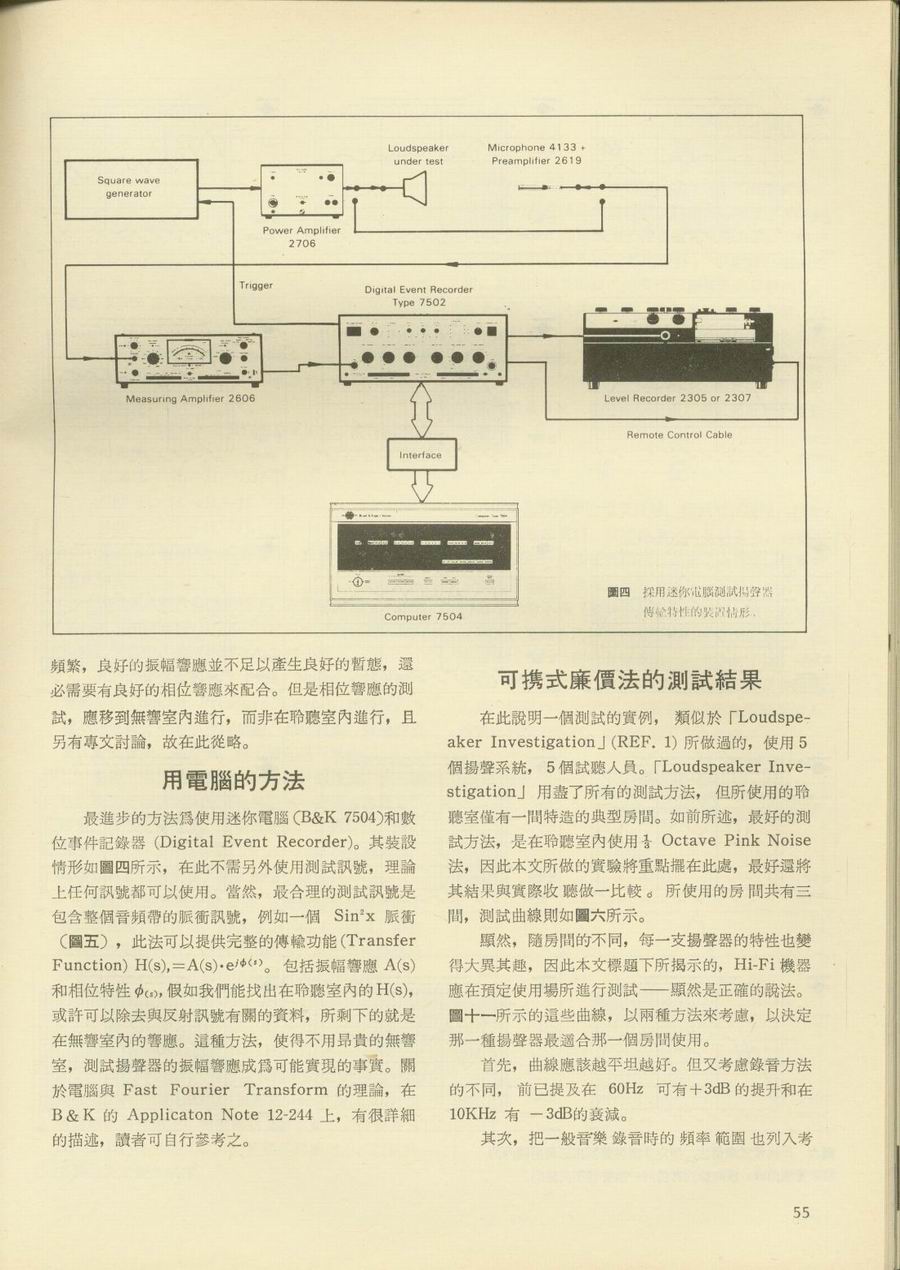 Loudspeaker
under test
Microphone 4133 +
Preamplifier 2619
Square wave
generator
Power Amplifier
2706
Trigger
Digital Event Recorder
Type 7502
Measuring Amplifier 2606
Level Recorder 2305 or 2307
Remote Control Cable
Interface
Computer 7504
圖四 採用迷你電腦測試揚聲器
傳輸特性的裝置情形。
頻繁，良好的振幅響應並不足以產生良好的暫態，還
必需要有良好的相位響應來配合。但是相位響應的測
試，應移到無響室內進行，而非在聆聽室內進行，且
另有專文討論，故在此從略。
用電腦的方法
最進步的方法爲使用迷你電腦 (B&K 7504)和數
位事件記錄器 (Digital Event Recorder)。其裝設
情形如圖四所示，在此不需另外使用測試訊號，理論
上任何訊號都可以使用。當然，最合理的測試訊號是
包含整個音頻帶的脈衝訊號，例如一個 Sin²x 脈衝
（圖五），此法可以提供完整的傳輸功能(Transfer
Function) H(s),=A(s)·e^jφ(s)。包括振幅響應 A(s)
和相位特性 φ(s)，假如我們能找出在聆聽室內的H(s),
或許可以除去與反射訊號有關的資料，所剩下的就是
在無響室內的響應。這種方法，使得不用昂貴的無響
室，測試揚聲器的振幅響應成爲可能實現的事實。關
於電腦與 Fast Fourier Transform 的理論，在
B & K 的 Applicaton Note 12-244 上，有很詳細
的描述，讀者可自行參考之。
可携式廉價法的測試結果
在此說明一個測試的實例， 類似於「Loudspe-
aker Investigation」(REF. 1) 所做過的，使用 5
個揚聲系統， 5 個試聽人員。「Loudspeaker Inve-
stigation」 用盡了所有的測試方法， 但所使用的聆
聽室僅有一間特造的典型房間。如前所述，最好的測
試方法，是在聆聽室內使用⅓ Octave Pink Noise
法，因此本文所做的實驗將重點擺在此處，最好還將
其結果與實際收 聽做一比較 。所使用的房 間共有三
間，測試曲線則如圖六所示。
顯然，隨房間的不同，每一支揚聲器的特性也變
得大異其趣，因此本文標題下所揭示的，Hi-Fi 機器
應在預定使用場所進行測試——顯然是正確的說法。
圖十一所示的這些曲線，以兩種方法來考慮，以決定
那一種揚聲器最適合那一個房間使用。
首先，曲線應該越平坦越好。但又考慮錄音方法
的不同， 前已提及在 60Hz 可有＋3dB 的提升和在
10KHz 有 －3dB的衰減。
其次，把一般音樂 錄音時的 頻率 範圍 也列入考
55